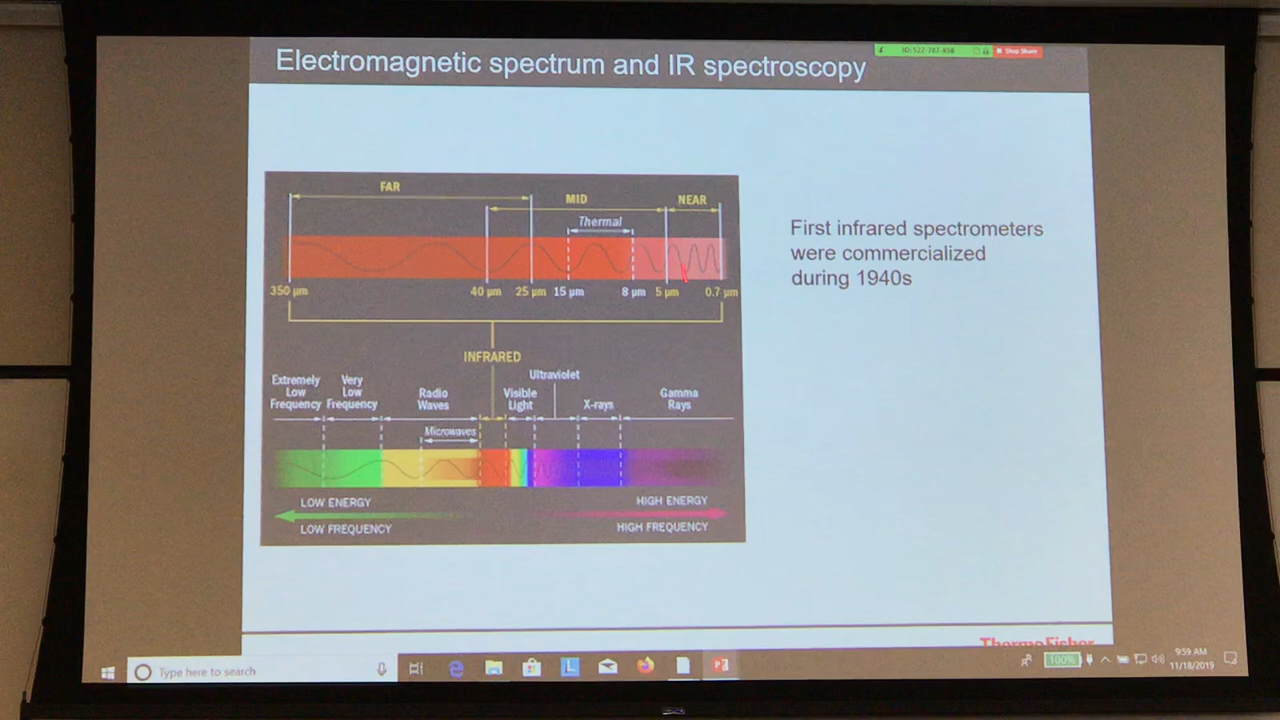 Electromagnetic spectrum and IR spectroscopy
ID: 522-787-858
Stop Share
FAR
MID
NEAR
Thermal
350 µm
40 µm
25 µm
15 µm
8 µm
5 µm
0.7 µm
INFRARED
Extremely
Low
Frequency
Very
Low
Frequency
Radio
Waves
Microwaves
Visible
Light
Ultraviolet
X-rays
Gamma
Rays
LOW ENERGY
LOW FREQUENCY
HIGH ENERGY
HIGH FREQUENCY
First infrared spectrometers
were commercialized
during 1940s
ThermoFisher
Type here to search
L
100%
9:59 AM
11/18/2019